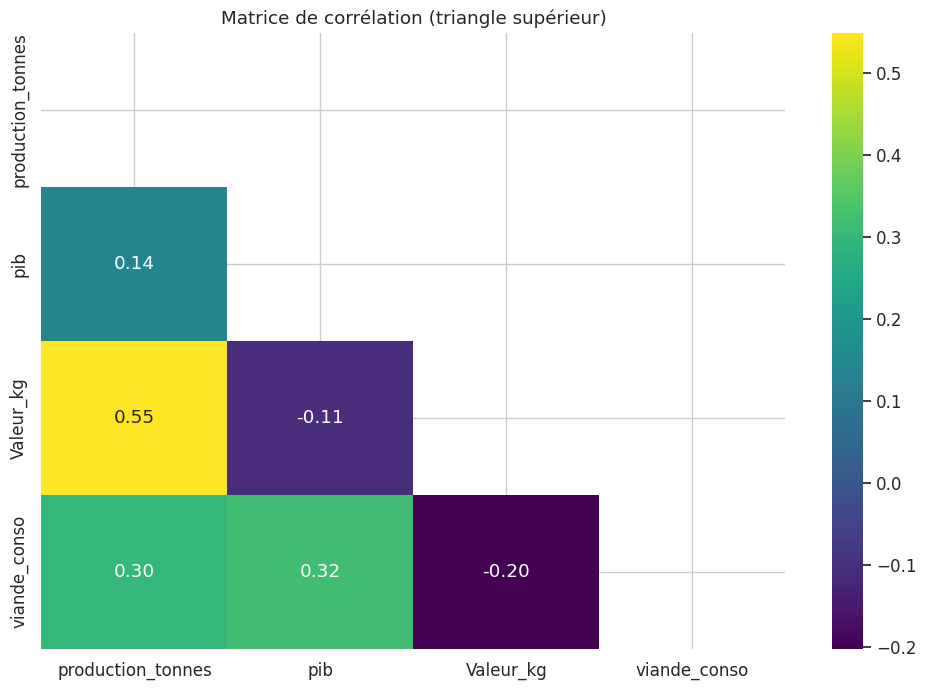 Matrice de corrélation (triangle supérieur)
production_tonnes
pib
0.14
Valeur_kg
0.55
-0.11
viande_conso
0.30
0.32
-0.20
production_tonnes
pib
Valeur_kg
viande_conso
0.5
0.4
0.3
0.2
0.1
0.0
−0.1
−0.2